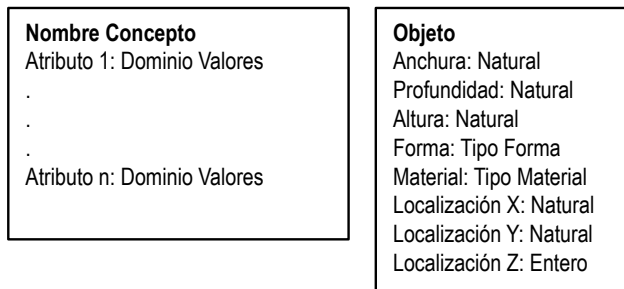 Nombre Concepto
Atributo 1: Dominio Valores
.
.
.
Atributo n: Dominio Valores
Objeto
Anchura: Natural
Profundidad: Natural
Altura: Natural
Forma: Tipo Forma
Material: Tipo Material
Localización X: Natural
Localización Y: Natural
Localización Z: Entero